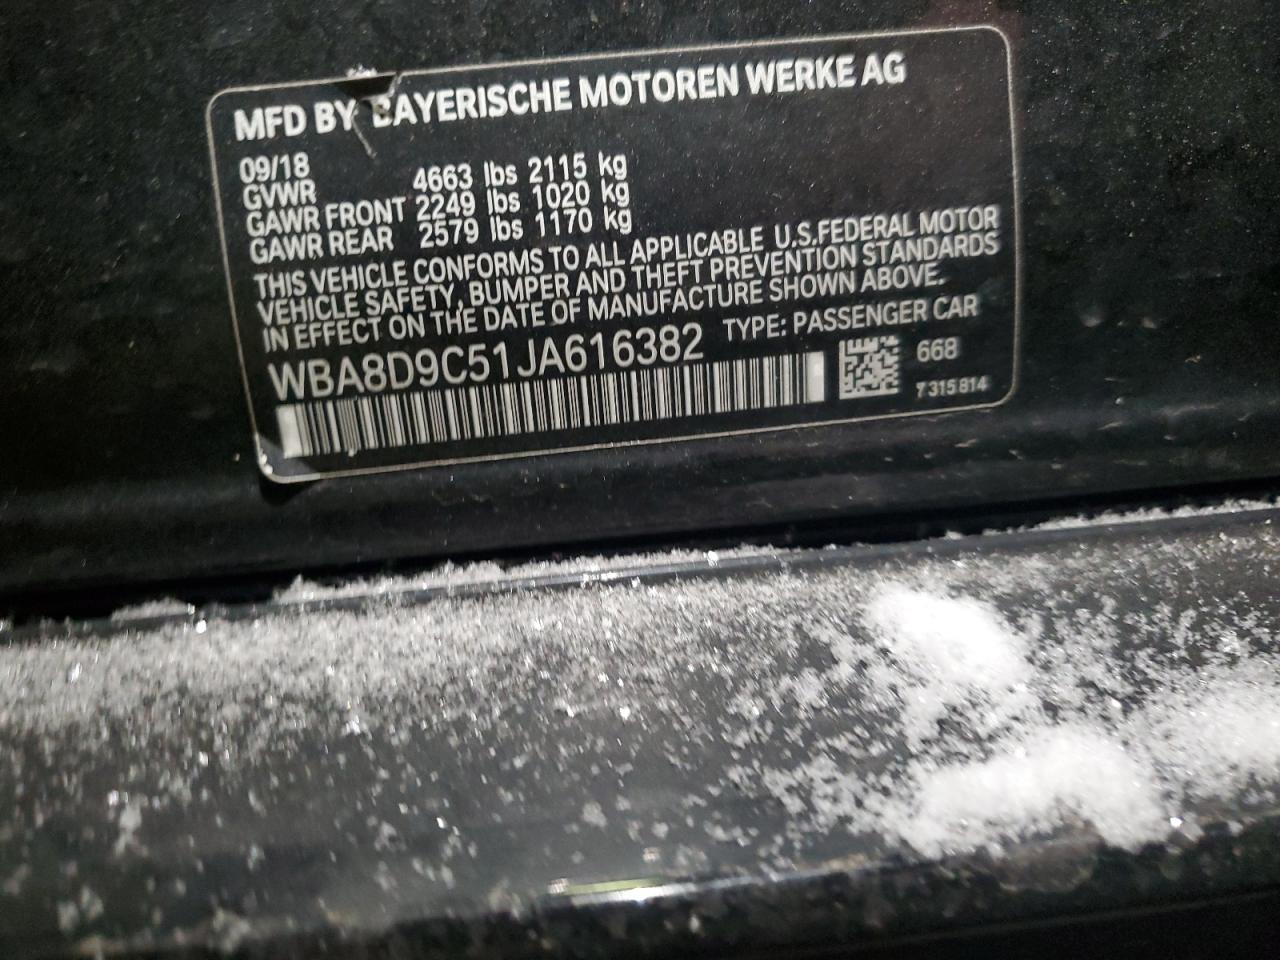 MFD BY BAYERISCHE MOTOREN WERKE AG
09/18
GVWR 4663 lbs 2115 kg
GAWR FRONT 2249 lbs 1020 kg
GAWR REAR 2579 lbs 1170 kg
THIS VEHICLE CONFORMS TO ALL APPLICABLE U.S.FEDERAL MOTOR
VEHICLE SAFETY, BUMPER AND THEFT PREVENTION STANDARDS
IN EFFECT ON THE DATE OF MANUFACTURE SHOWN ABOVE.
WBA8D9C51JA616382 TYPE: PASSENGER CAR
668
7 315 814